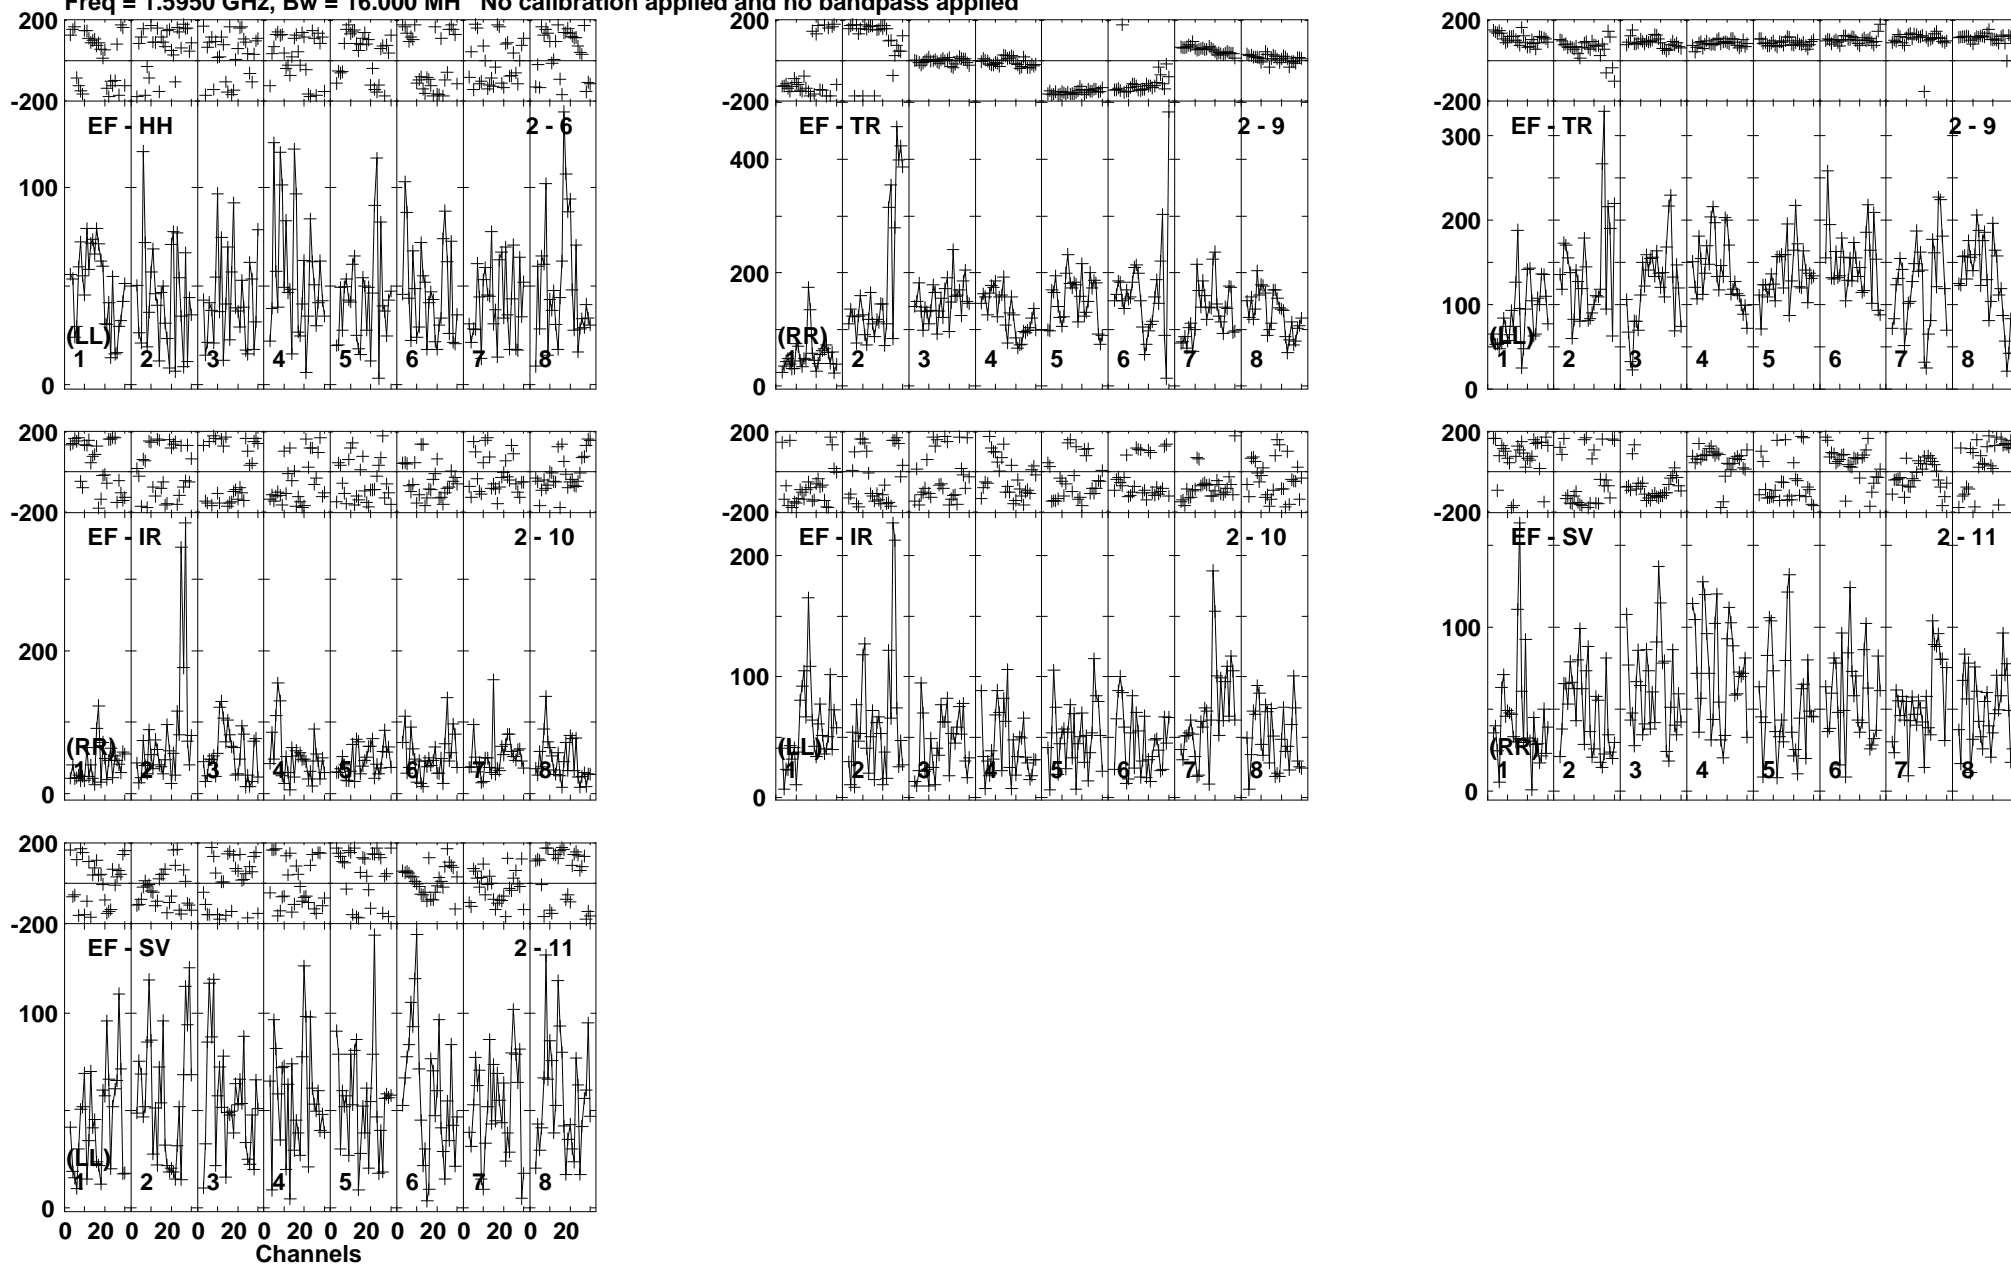 Freq = 1.5950 GHz, Bw = 16.000 MH No calibration applied and no bandpass applied
200 200 200
-200 -200 -200
EF - HH 2 - 6 EF - TR 2 - 9 EF - TR 2 - 9
100 400 300
200 200
100
(LL) (RR) (LL)
1 2 3 4 5 6 7 8 1 2 3 4 5 6 7 8 1 2 3 4 5 6 7 8
0 0 0
200 200 200
-200 -200 -200
EF - IR 2 - 10 EF - IR 2 - 10 EF - SV 2 - 11
200 200 100
100
(RR) (LL) (RR)
1 2 3 4 5 6 7 8 1 2 3 4 5 6 7 8 1 2 3 4 5 6 7 8
0 0 0
200
-200
EF - SV 2 - 11
100
(LL)
1 2 3 4 5 6 7 8
0
0 20 0 20 0 20 0 20 0 20 0 20 0 20 0 20
Channels